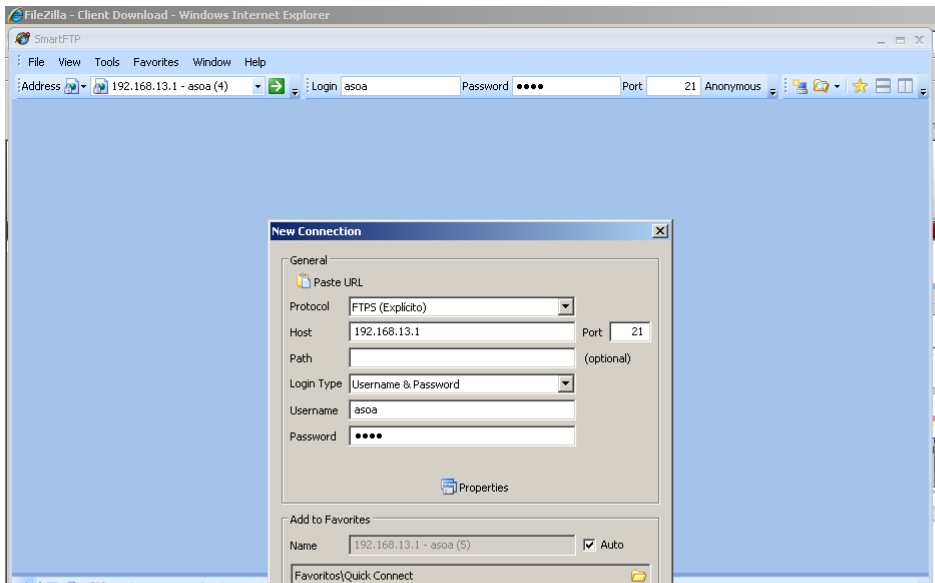 FileZilla - Client Download - Windows Internet Explorer
SmartFTP
File View Tools Favorites Window Help
Address 192.168.13.1 - asoa (4) Login asoa Password •••• Port 21 Anonymous
New Connection
General
Paste URL
Protocol FTPS (Explícito)
Host 192.168.13.1 Port 21
Path (optional)
Login Type Username & Password
Username asoa
Password ••••
Properties
Add to Favorites
Name 192.168.13.1 - asoa (5) Auto
Favoritos\Quick Connect